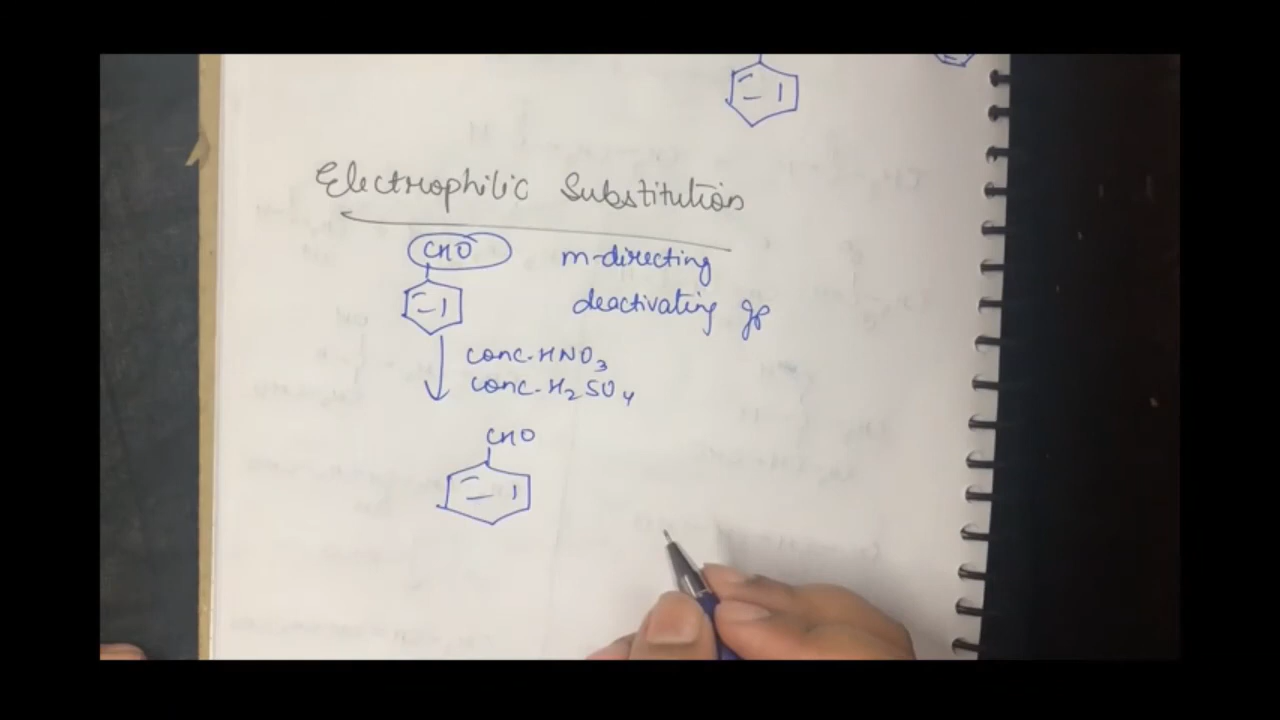 Electrophilic Substitution
CHO
m-directing
deactivating gp
conc. HNO3
conc. H2SO4
CHO